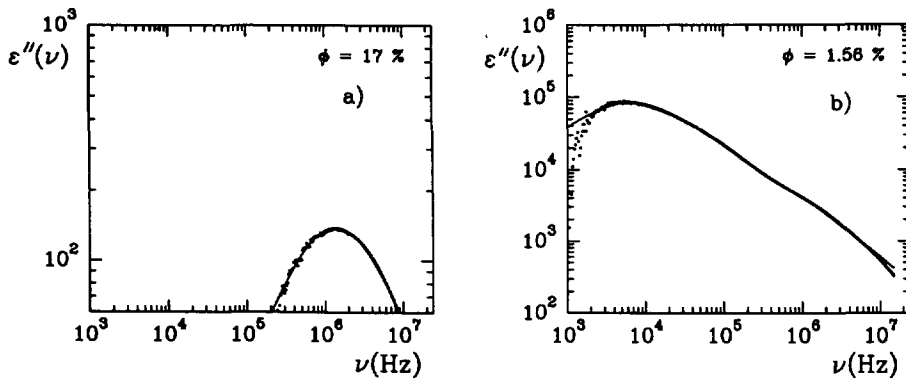 10³
ε″(ν)
φ = 17 %
a)
10²
10³ 10⁴ 10⁵ 10⁶ 10⁷
ν(Hz)
10⁶
ε″(ν)
φ = 1.56 %
10⁵
b)
10⁴
10³
10²
10³ 10⁴ 10⁵ 10⁶ 10⁷
ν(Hz)